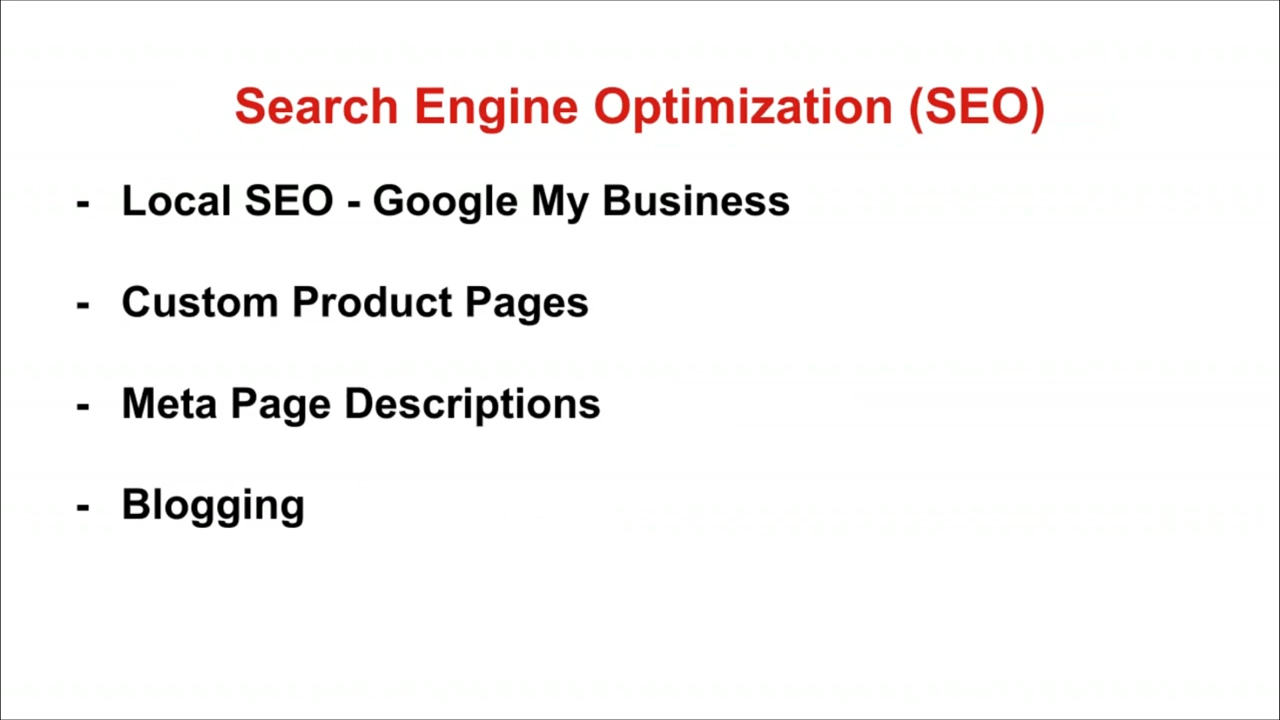 Search Engine Optimization (SEO)
- Local SEO - Google My Business
- Custom Product Pages
- Meta Page Descriptions
- Blogging